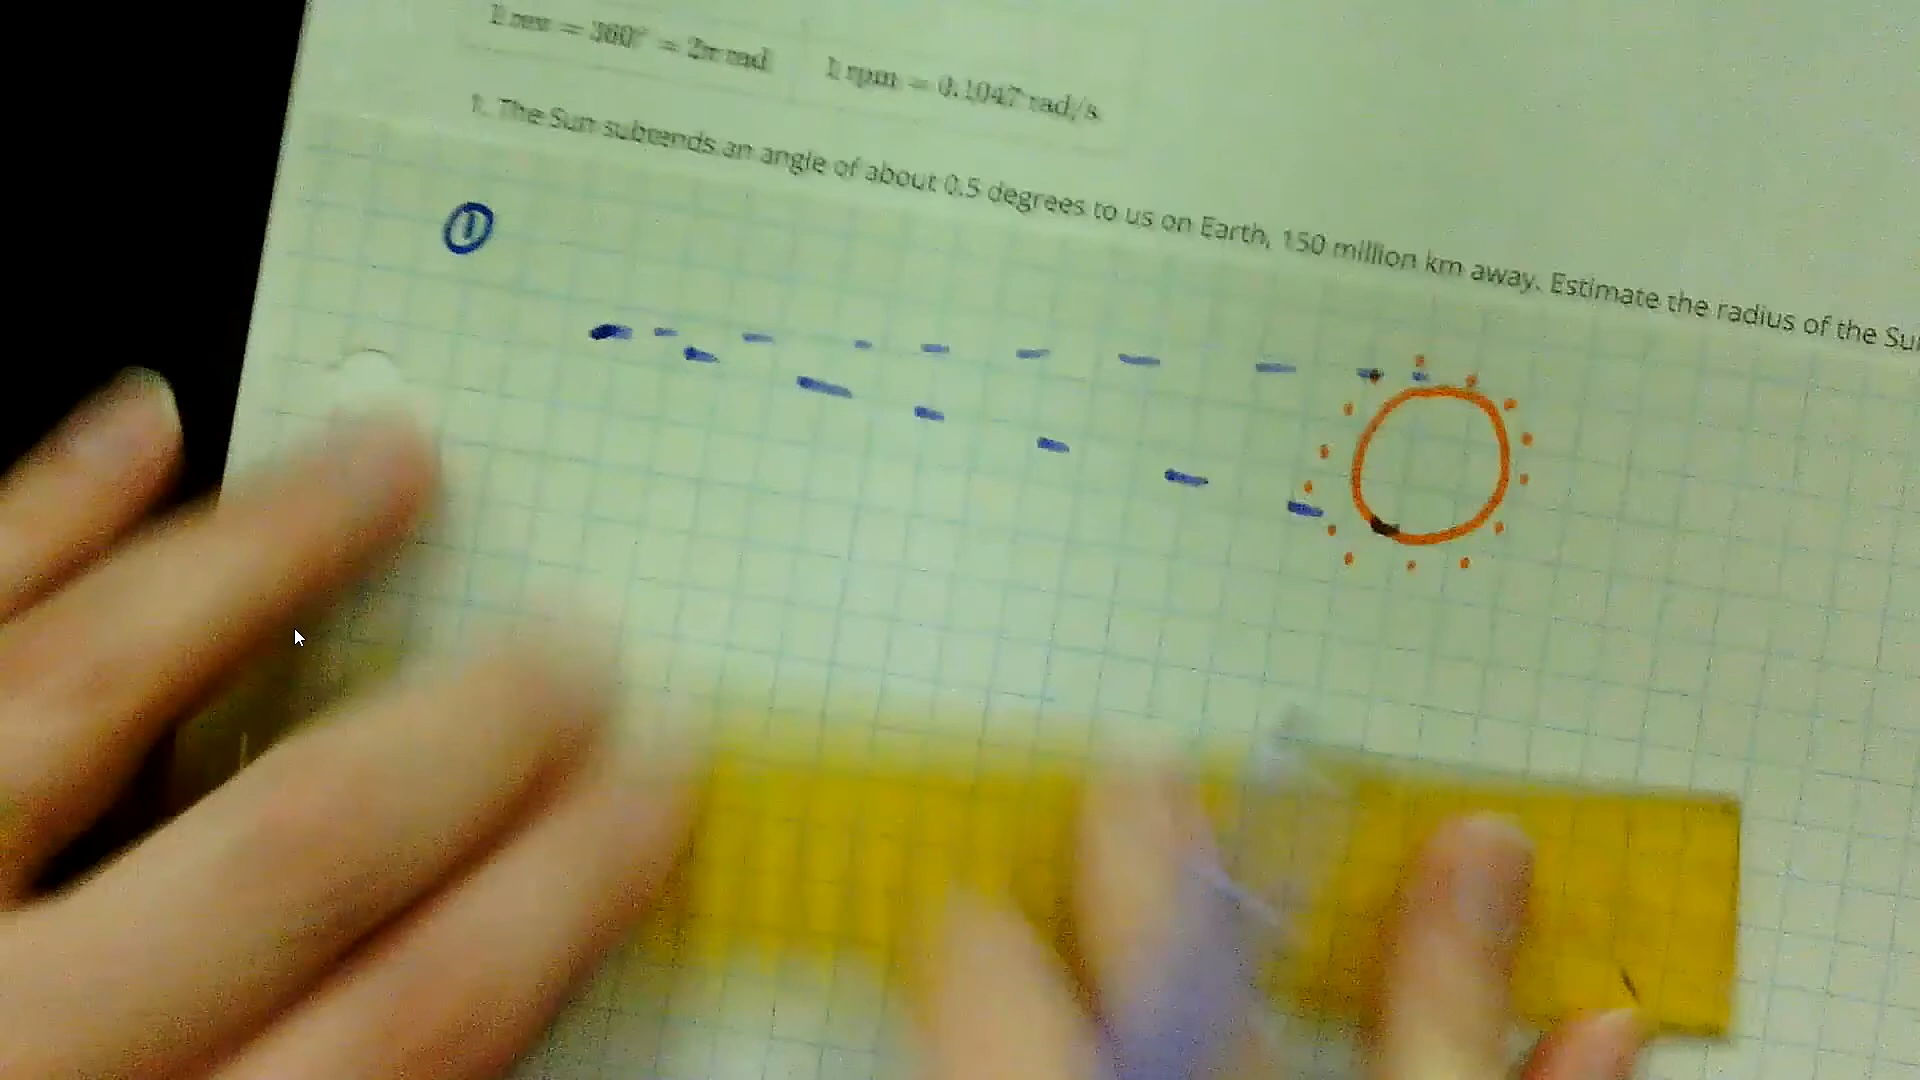 1 rev = 360° = 2π rad 1 rpm = 0.1047 rad/s
1. The Sun subtends an angle of about 0.5 degrees to us on Earth, 150 million km away. Estimate the radius of the Su
①